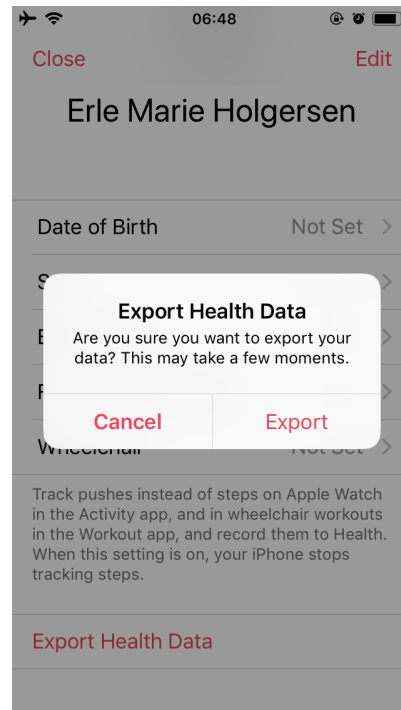 06:48
Close
Edit
Erle Marie Holgersen
Date of Birth
Not Set
Export Health Data
Are you sure you want to export your
data? This may take a few moments.
Cancel
Export
Wheelchair
Not Set
Track pushes instead of steps on Apple Watch
in the Activity app, and in wheelchair workouts
in the Workout app, and record them to Health.
When this setting is on, your iPhone stops
tracking steps.
Export Health Data